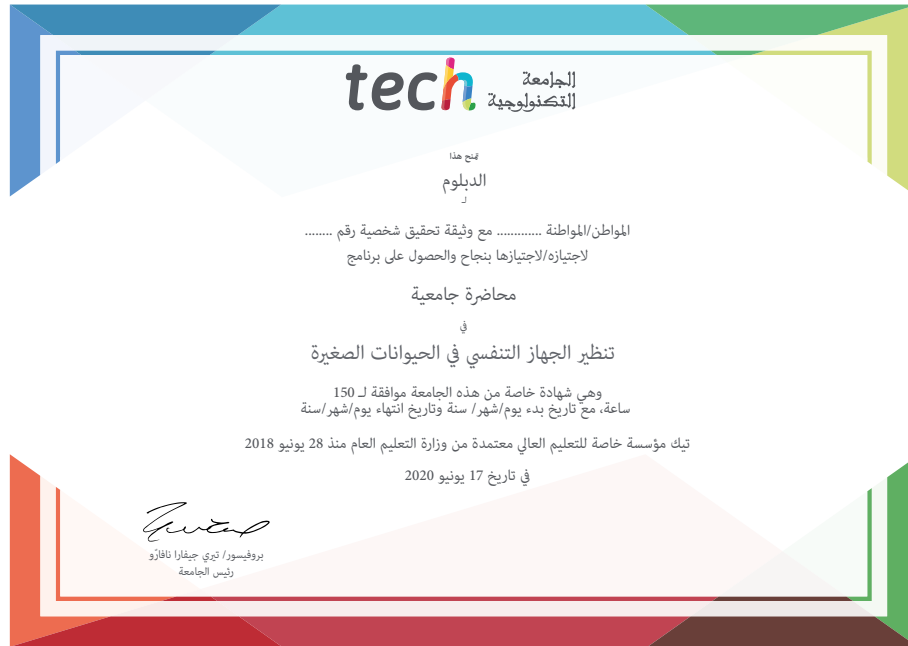 tech الجامعة
التكنولوجية
تمنح هذا
الدبلوم
لـ
المواطن/المواطنة ............. مع وثيقة تحقيق شخصية رقم ........
لاجتيازه/لاجتيازها بنجاح والحصول على برنامج
محاضرة جامعية
في
تنظير الجهاز التنفسي في الحيوانات الصغيرة
وهي شهادة خاصة من هذه الجامعة موافقة لـ 150
ساعة، مع تاريخ بدء يوم/شهر/ سنة وتاريخ انتهاء يوم/شهر/سنة
تيك مؤسسة خاصة للتعليم العالي معتمدة من وزارة التعليم العام منذ 28 يونيو 2018
في تاريخ 17 يونيو 2020
بروفيسور/ تيري جيفارا نافارّو
رئيس الجامعة